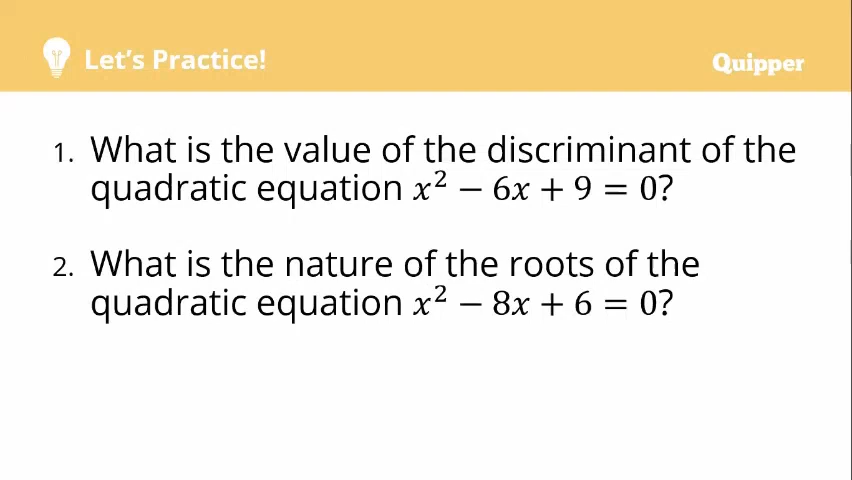 Let's Practice!
Quipper
1. What is the value of the discriminant of the
quadratic equation 𝑥² − 6𝑥 + 9 = 0?
2. What is the nature of the roots of the
quadratic equation 𝑥² − 8𝑥 + 6 = 0?